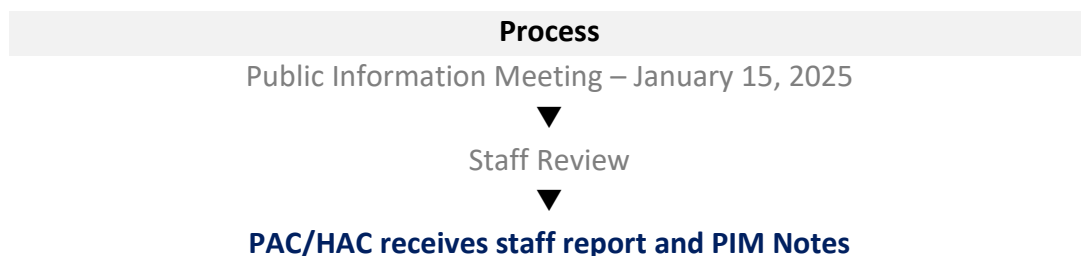 Process
Public Information Meeting – January 15, 2025
▼
Staff Review
▼
PAC/HAC receives staff report and PIM Notes